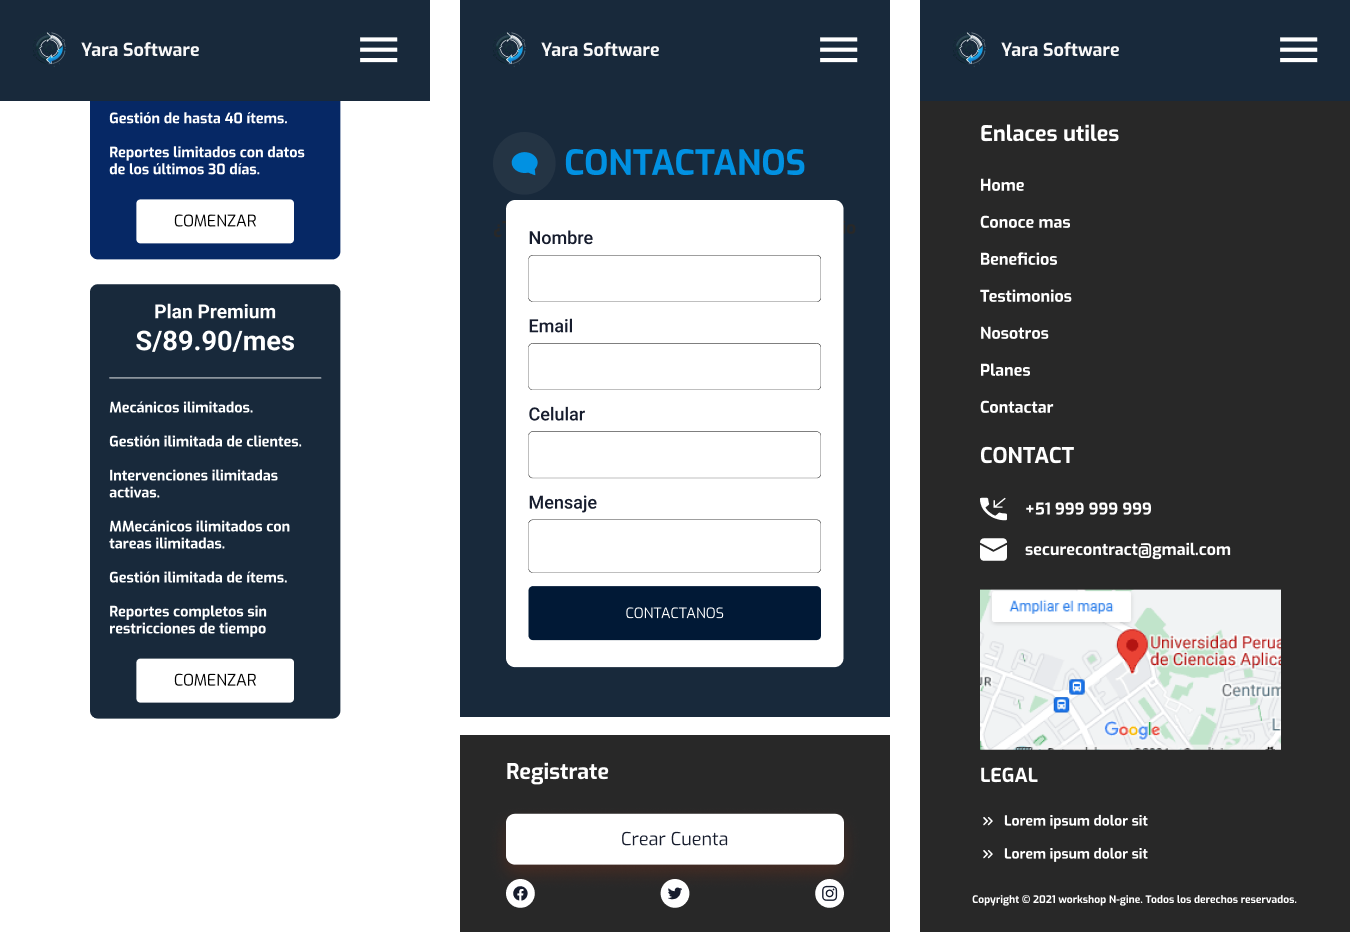 Yara Software
Gestión de hasta 40 ítems.
Reportes limitados con datos
de los últimos 30 días.
COMENZAR
Plan Premium
S/89.90/mes
Mecánicos ilimitados.
Gestión ilimitada de clientes.
Intervenciones ilimitadas
activas.
MMecánicos ilimitados con
tareas ilimitadas.
Gestión ilimitada de ítems.
Reportes completos sin
restricciones de tiempo
COMENZAR
Yara Software
CONTACTANOS
Nombre
Email
Celular
Mensaje
CONTACTANOS
Registrate
Crear Cuenta
Yara Software
Enlaces utiles
Home
Conoce mas
Beneficios
Testimonios
Nosotros
Planes
Contactar
CONTACT
+51 999 999 999
securecontract@gmail.com
Ampliar el mapa
Universidad Perua
de Ciencias Aplica
UR
Centrum
L
Google
LEGAL
Lorem ipsum dolor sit
Lorem ipsum dolor sit
Copyright © 2021 workshop N-gine. Todos los derechos reservados.